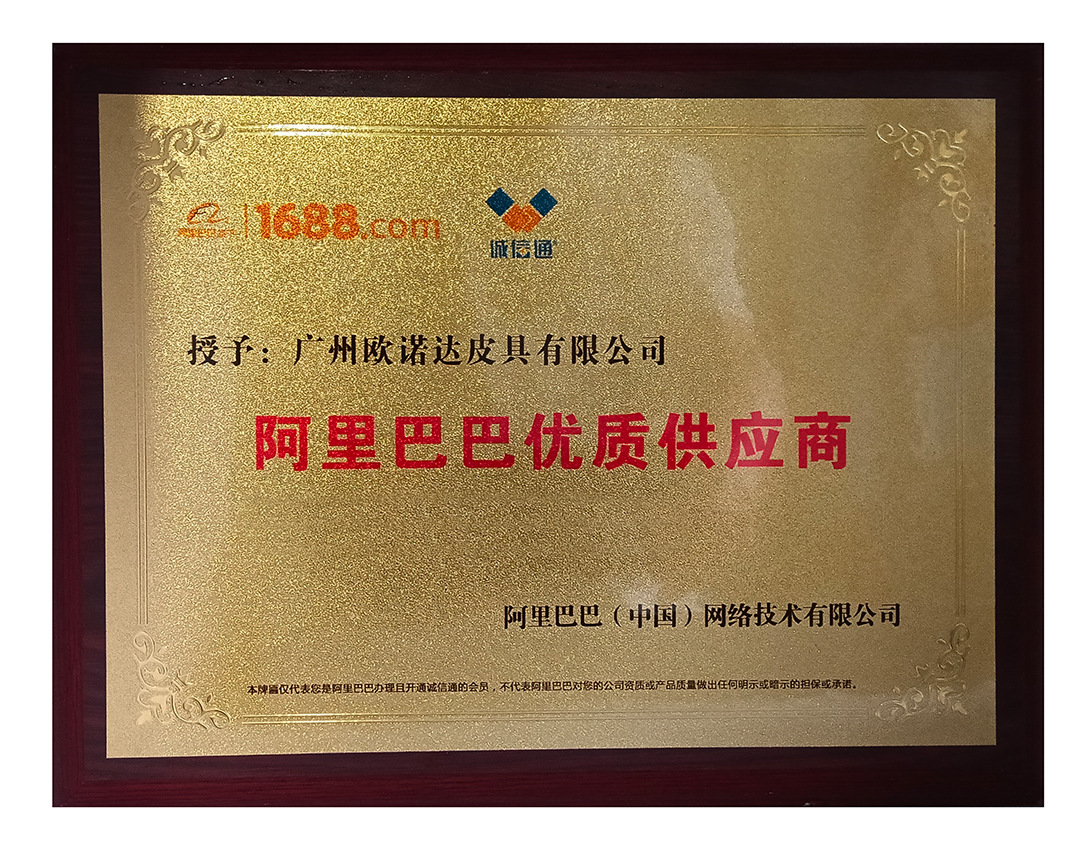 1688.com
诚信通
授予：广州欧诺达皮具有限公司
阿里巴巴优质供应商
阿里巴巴（中国）网络技术有限公司
本牌匾仅代表您是阿里巴巴办理且开通诚信通的会员，不代表阿里巴巴对您的公司资质或产品质量做出任何明示或暗示的担保或承诺。